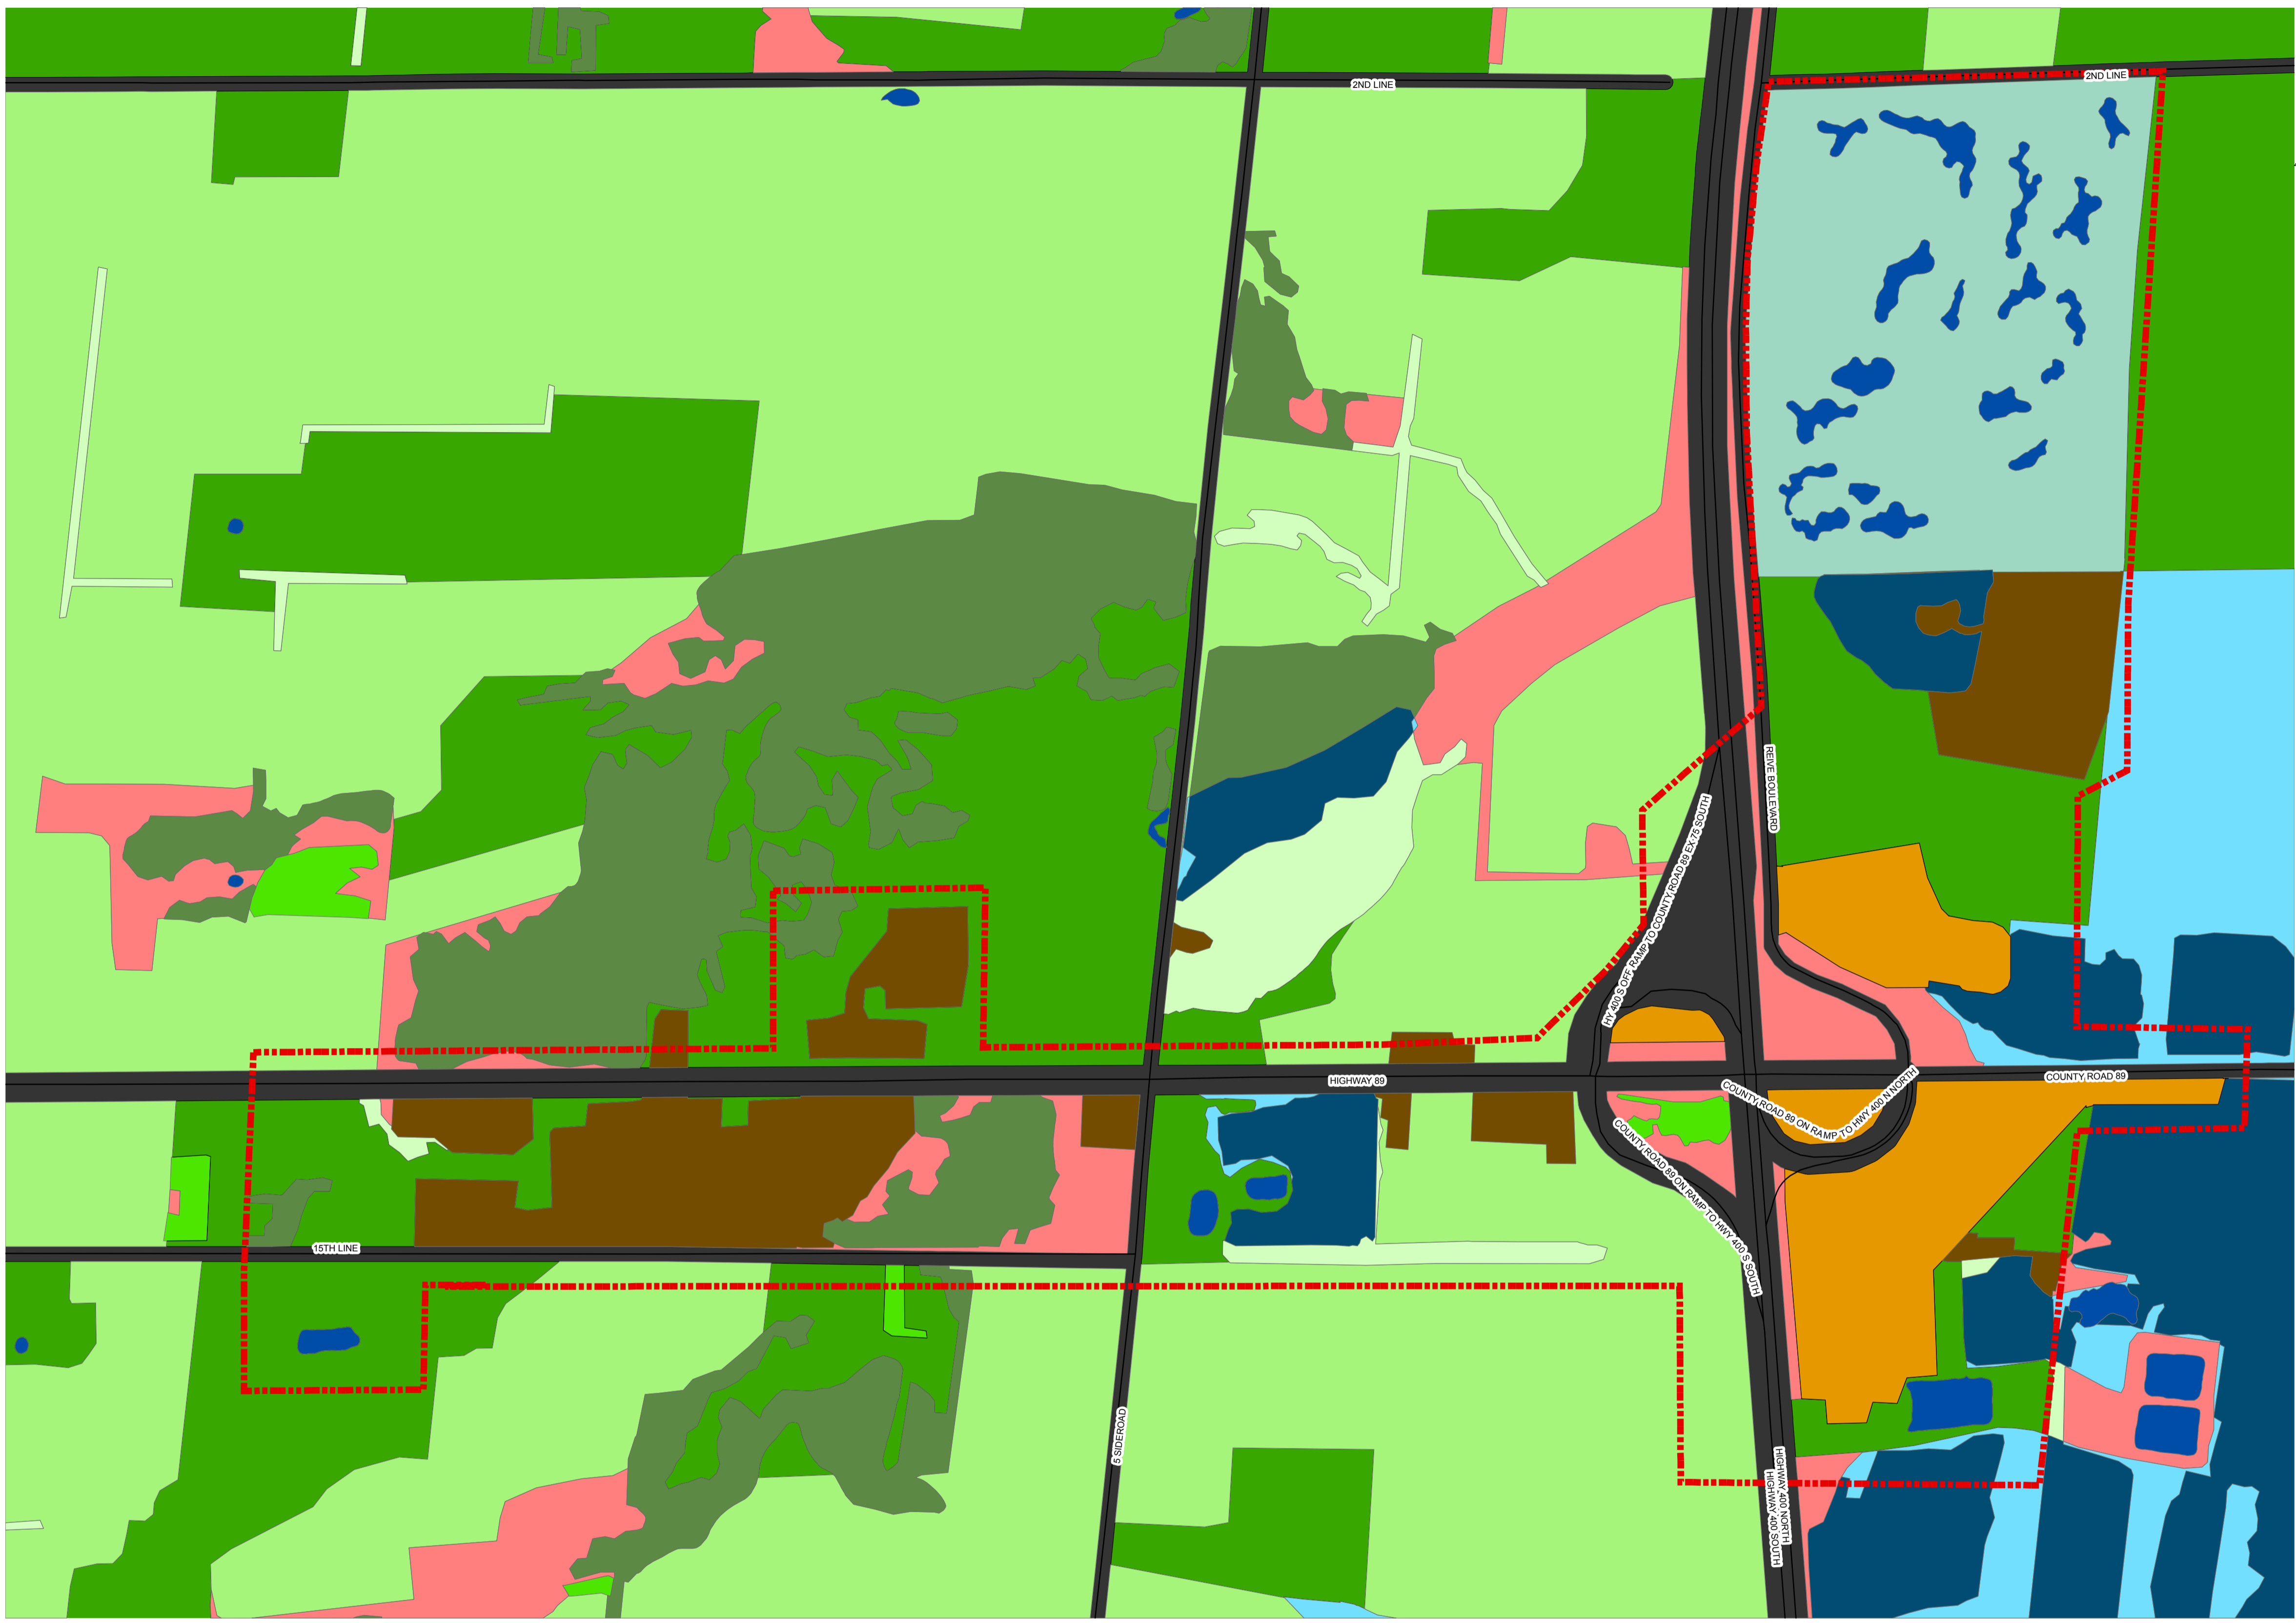 2ND LINE
2ND LINE
REIVE BOULEVARD
HY 400 S OFF RAMP TO COUNTY ROAD 89 EX-75 SOUTH
HIGHWAY 89
COUNTY ROAD 89
COUNTY ROAD 89 ON RAMP TO HWY 400 N NORTH
COUNTY ROAD 89 ON RAMP TO HWY 400 S SOUTH
15TH LINE
5 SIDEROAD
HIGHWAY 400 NORTH
HIGHWAY 400 SOUTH